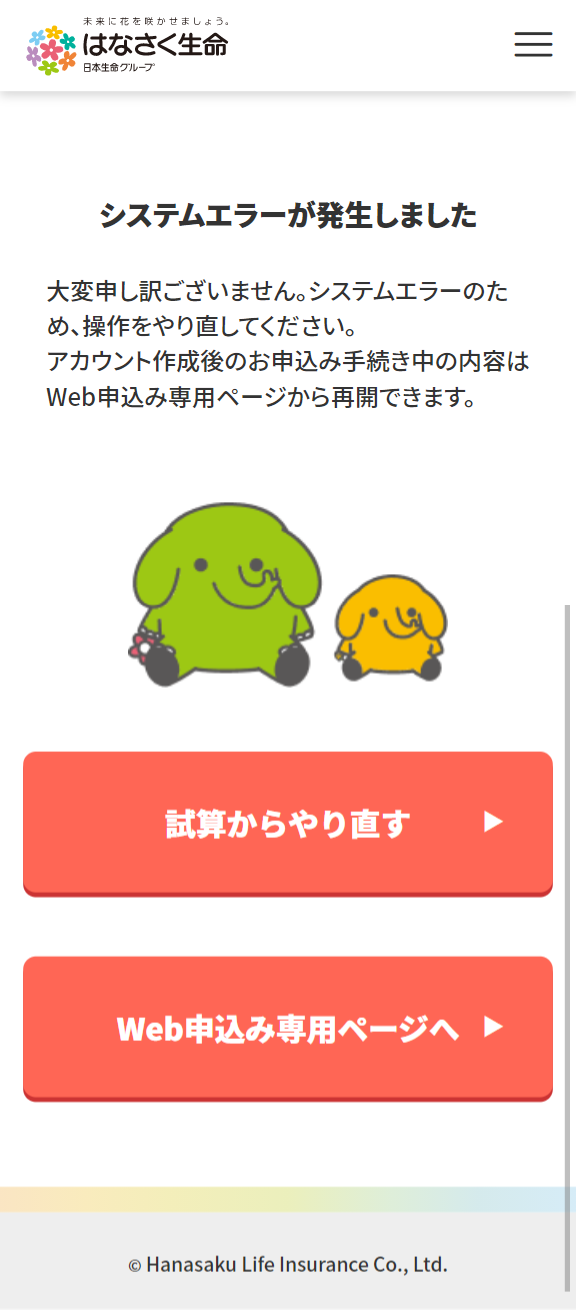 未来に花を咲かせましょう。
はなさく生命
日本生命グループ
システムエラーが発生しました
大変申し訳ございません。システムエラーのた
め、操作をやり直してください。
アカウント作成後のお申込み手続き中の内容は
Web申込み専用ページから再開できます。
試算からやり直す
Web申込み専用ページへ
© Hanasaku Life Insurance Co., Ltd.